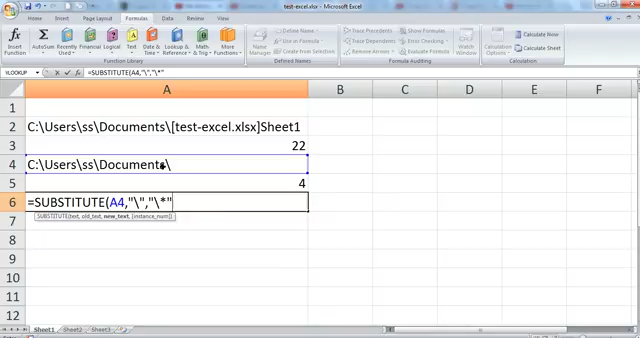 test-excel.xlsx - Microsoft Excel
Home Insert Page Layout Formulas Data Review View
Insert Function AutoSum Recently Used Financial Logical Text Date & Time Lookup & Reference Math & Trig More Functions
Function Library
Name Manager Define Name Use in Formula Create from Selection
Defined Names
Trace Precedents Trace Dependents Remove Arrows Show Formulas Error Checking Evaluate Formula
Formula Auditing
Watch Window Calculation Options Calculate Now Calculate Sheet
Calculation
VLOOKUP =SUBSTITUTE(A4,"\","\*"
A B C D E F
1
2 C:\Users\ss\Documents\[test-excel.xlsx]Sheet1
3 22
4 C:\Users\ss\Documents\
5 4
6 =SUBSTITUTE(A4,"\","\*"
SUBSTITUTE(text, old_text, new_text, [instance_num])
7
8
9
10
11
12
Sheet1 Sheet2 Sheet3